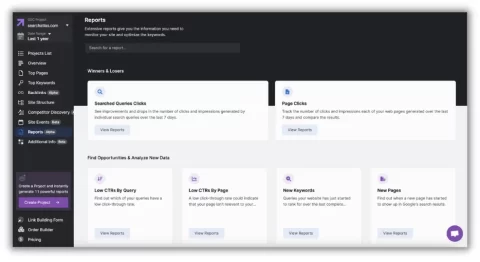 SEO Project
searchatlas.com
Date Range
Last 1 year
Projects List
Overview
Top Pages
Top Keywords
Backlinks Alpha
Site Structure
Competitor Discovery
Site Events Beta
Reports Alpha
Additional Info Beta
Create a Project and instantly
generate 11 powerful reports
Create Project
Link Building Form
Order Builder
Pricing
Reports
Extensive reports give you the information you need to
monitor your site and optimise the keywords.
Search for a report...
Winners & Losers
Searched Queries Clicks
See improvements and drops in the number of clicks and impressions generated by
individual search queries over the last 7 days.
View Reports
Page Clicks
Track the number of clicks and impressions each of your web pages generated over the last
7 days and compare the results.
View Reports
Find Opportunities & Analyse New Data
Low CTRs By Query
Find out which of your queries have a
low click-through rate.
View Reports
Low CTRs By Page
A low click-through rate could indicate
that your page isn't relevant to your...
View Reports
New Keywords
Queries your website has just started
to rank for over the last complete...
View Reports
New Pages
Find out when a new page has started
to show up in Google's search results
View Reports